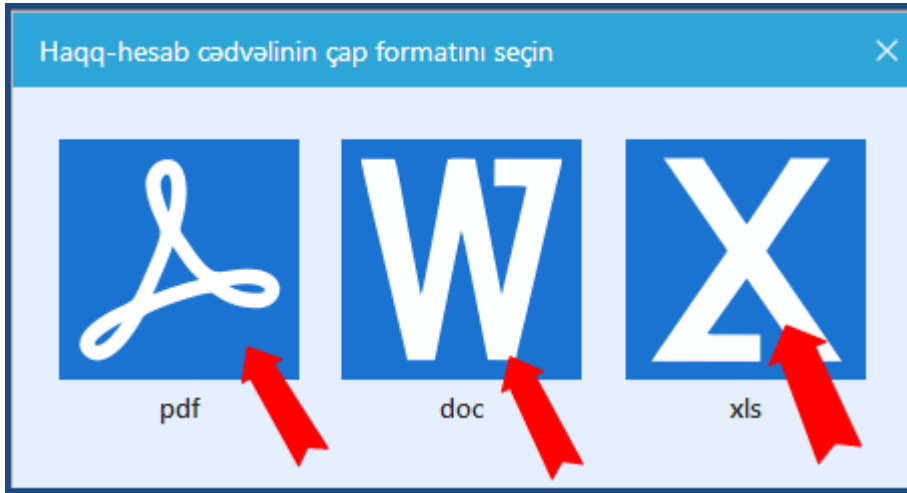 Haqq-hesab cədvəlinin çap formatını seçin
pdf
doc
xls